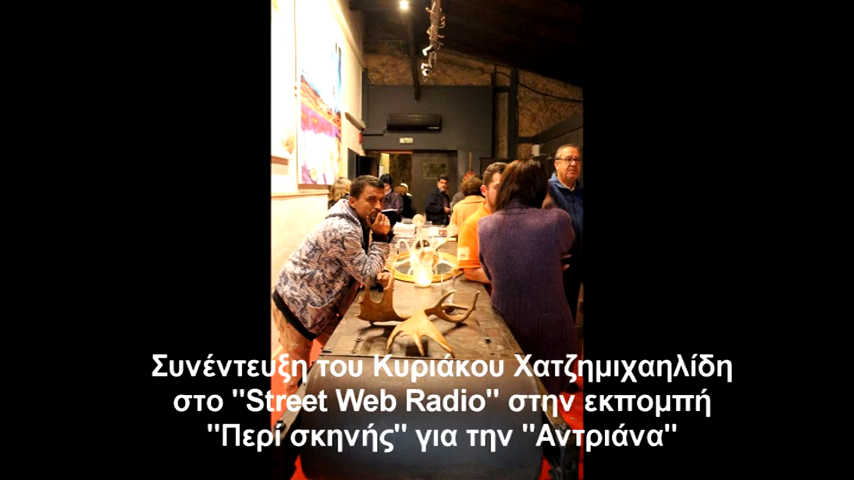 Συνέντευξη του Κυριάκου Χατζημιχαηλίδη
στο "Street Web Radio" στην εκπομπή
"Περί σκηνής" για την "Αντριάνα"